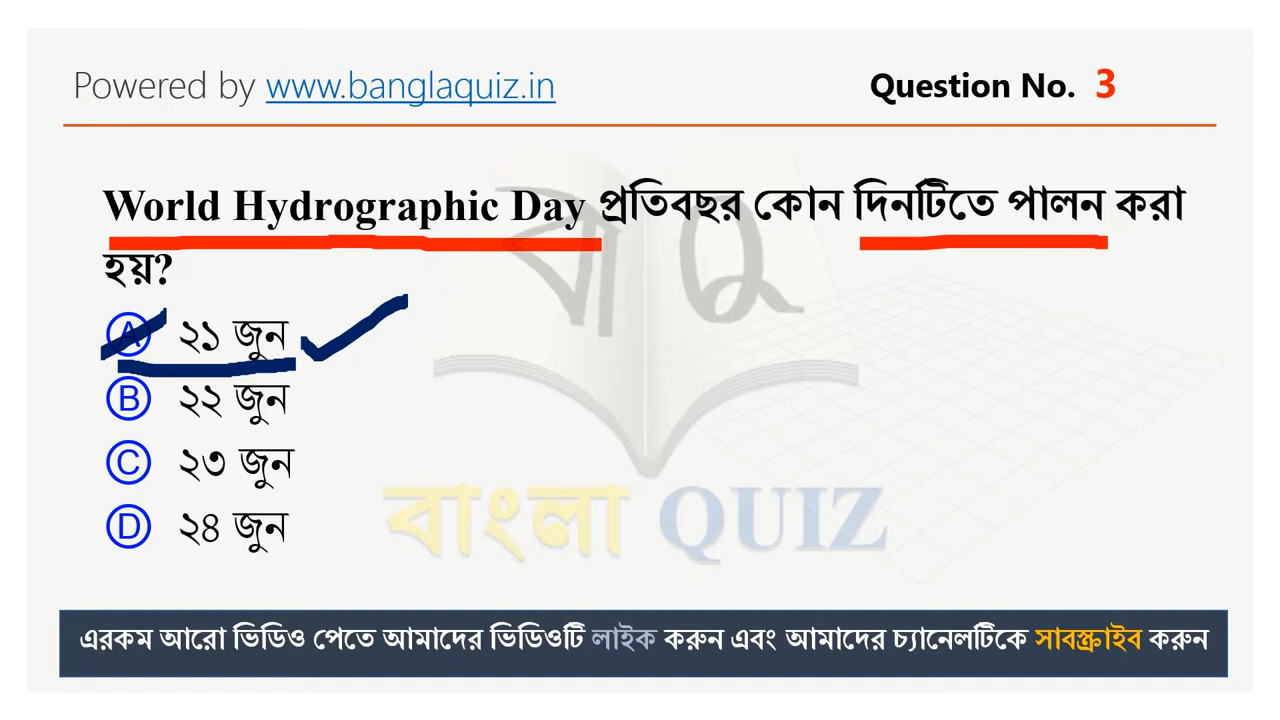 Powered by www.banglaquiz.in
Question No. 3
World Hydrographic Day প্রতিবছর কোন দিনটিতে পালন করা
হয়?
A ২১ জুন
B ২২ জুন
C ২৩ জুন
D ২৪ জুন
বা Q
বাংলা QUIZ
এরকম আরো ভিডিও পেতে আমাদের ভিডিওটি লাইক করুন এবং আমাদের চ্যানেলটিকে সাবস্ক্রাইব করুন